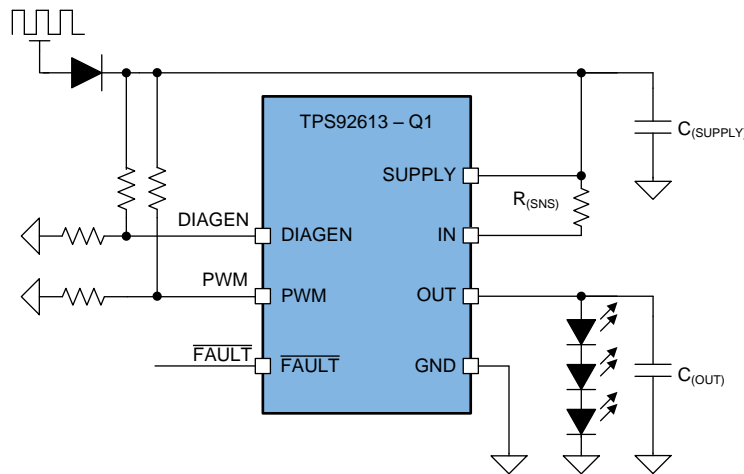 TPS92613 – Q1
SUPPLY
C(SUPPLY)
R(SNS)
DIAGEN
DIAGEN
IN
PWM
PWM
OUT
FAULT
FAULT
GND
C(OUT)